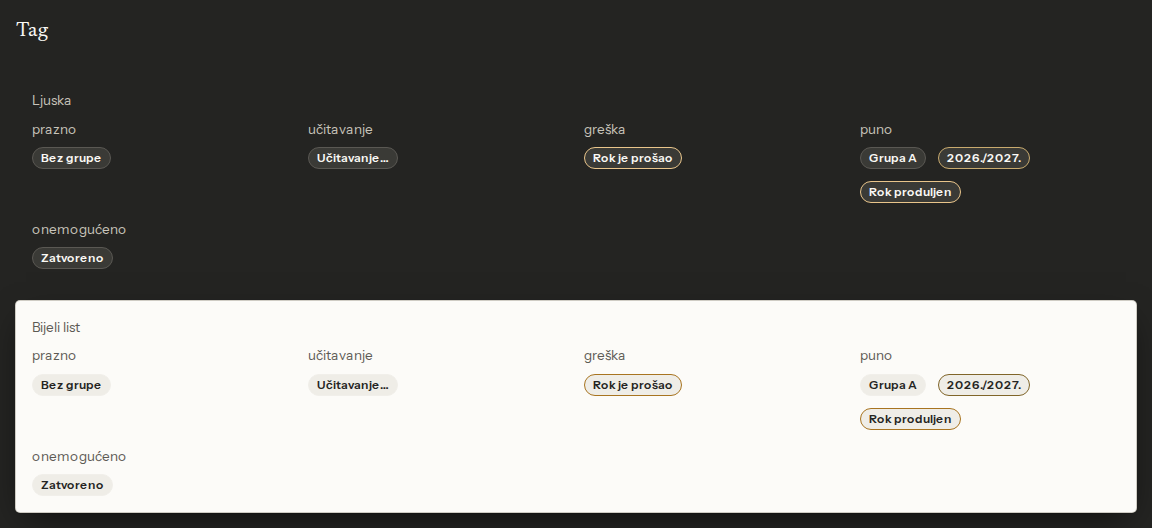 Tag
Ljuska
prazno učitavanje greška puno
Bez grupe Učitavanje... Rok je prošao Grupa A 2026./2027.
Rok produljen
onemogućeno
Zatvoreno
Bijeli list
prazno učitavanje greška puno
Bez grupe Učitavanje... Rok je prošao Grupa A 2026./2027.
Rok produljen
onemogućeno
Zatvoreno